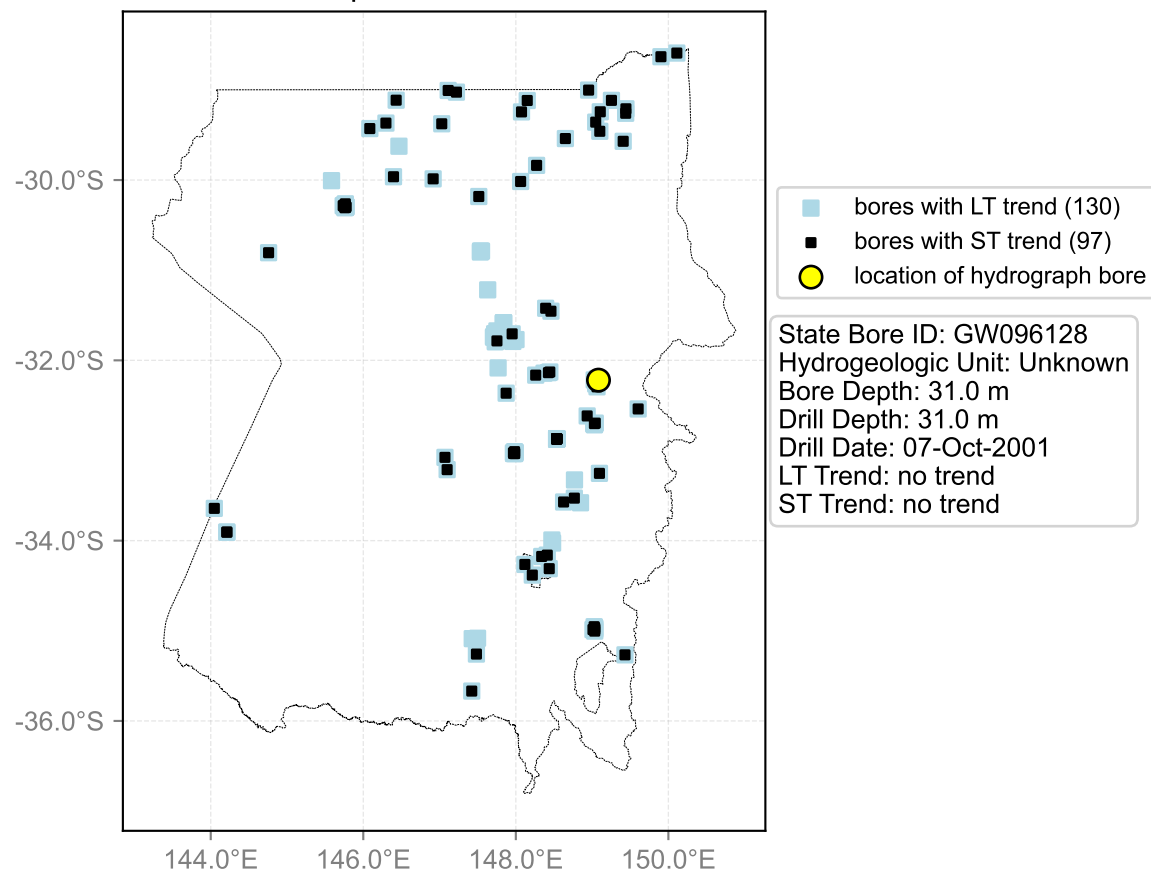 -30.0°S
-32.0°S
-34.0°S
-36.0°S
144.0°E
146.0°E
148.0°E
150.0°E
bores with LT trend (130)
bores with ST trend (97)
location of hydrograph bore
State Bore ID: GW096128
Hydrogeologic Unit: Unknown
Bore Depth: 31.0 m
Drill Depth: 31.0 m
Drill Date: 07-Oct-2001
LT Trend: no trend
ST Trend: no trend